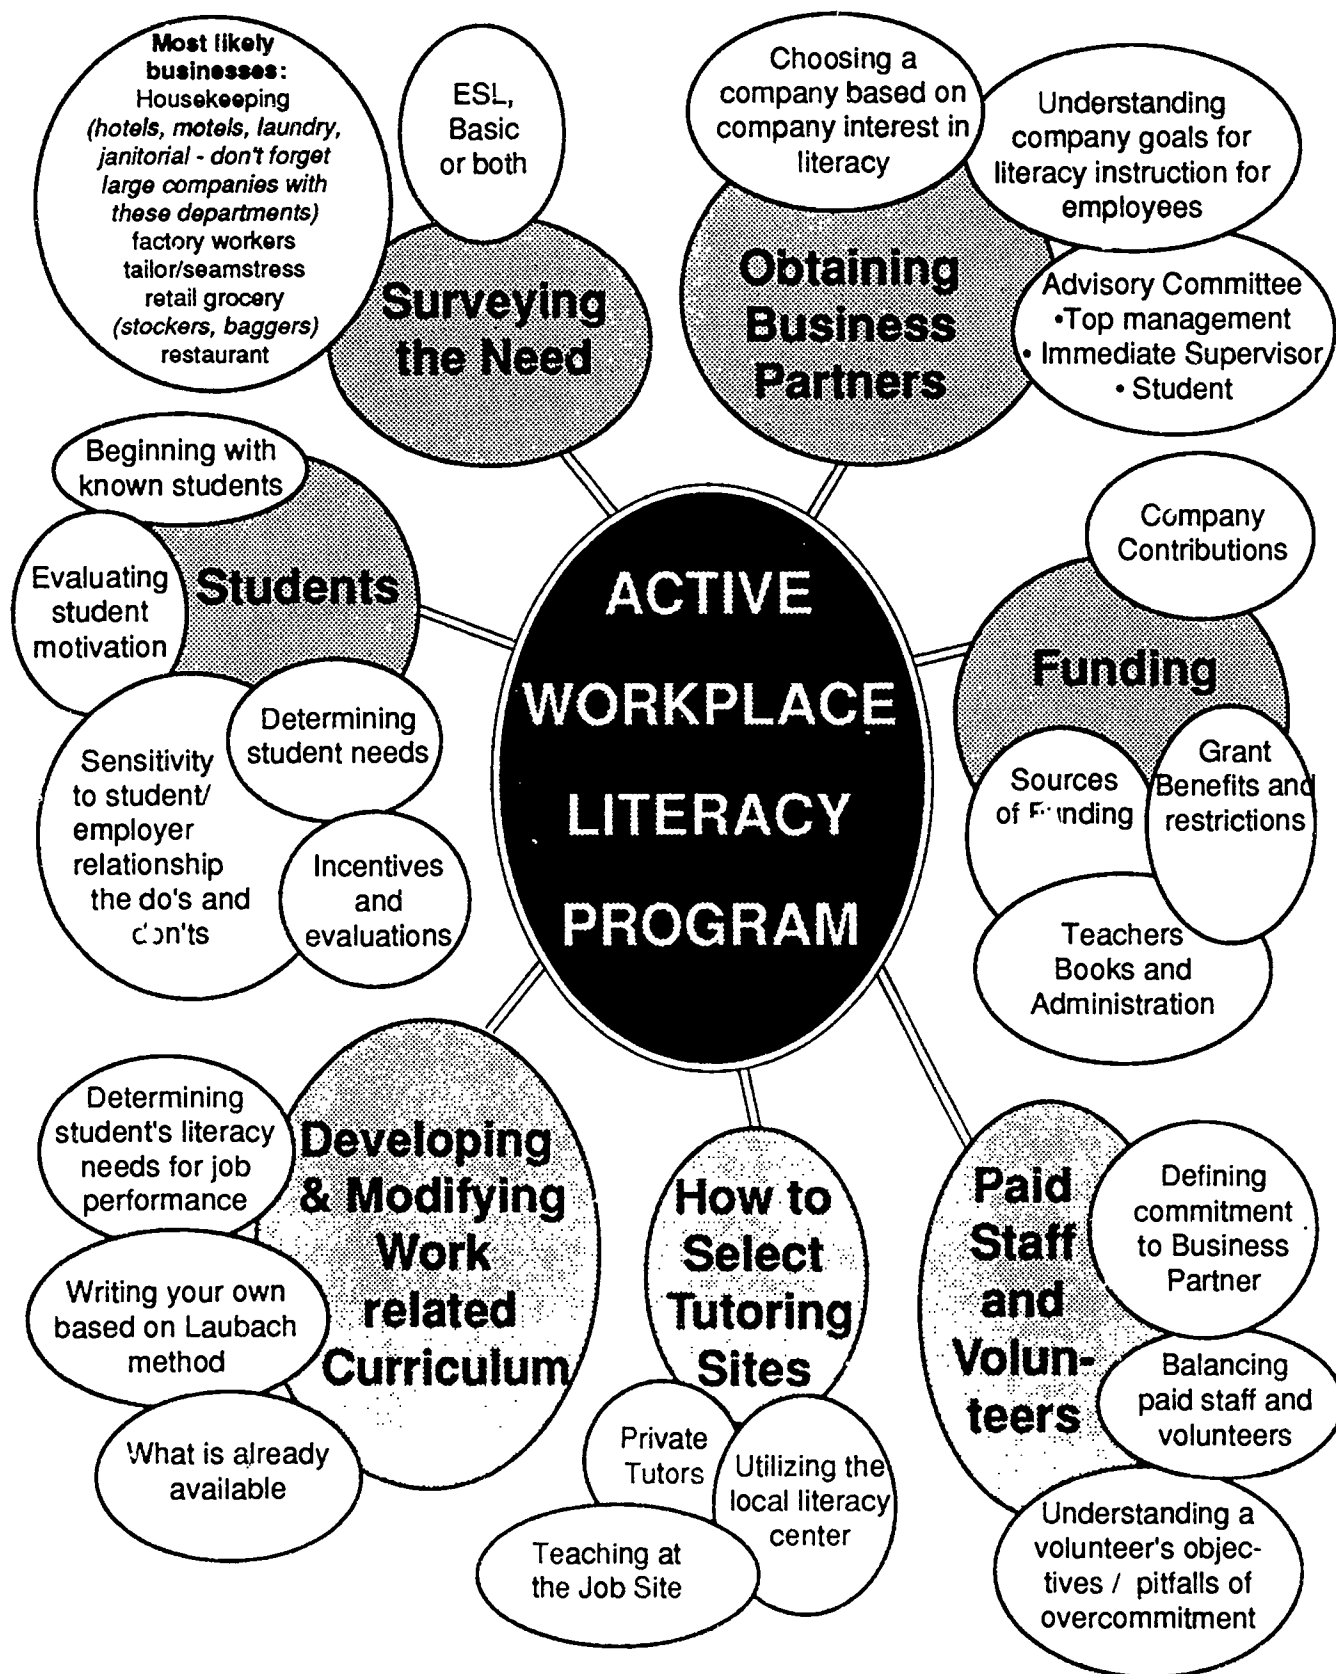 Most likely
businesses:
Housekeeping
(hotels, motels, laundry,
janitorial - don't forget
large companies with
these departments)
factory workers
tailor/seamstress
retail grocery
(stockers, baggers)
restaurant
ESL,
Basic
or both
Surveying
the Need
Choosing a
company based on
company interest in
literacy
Understanding
company goals for
literacy instruction for
employees
Advisory Committee
•Top management
• Immediate Supervisor
• Student
Obtaining
Business
Partners
Beginning with
known students
Evaluating
student
motivation
Students
Determining
student needs
Sensitivity
to student/
employer
relationship
the do's and
don'ts
Incentives
and
evaluations
ACTIVE
WORKPLACE
LITERACY
PROGRAM
Company
Contributions
Funding
Sources
of Funding
Grant
Benefits and
restrictions
Teachers
Books and
Administration
Determining
student's literacy
needs for job
performance
Writing your own
based on Laubach
method
What is already
available
Developing
& Modifying
Work
related
Curriculum
How to
Select
Tutoring
Sites
Private
Tutors
Utilizing the
local literacy
center
Teaching at
the Job Site
Paid
Staff
and
Volun-
teers
Defining
commitment
to Business
Partner
Balancing
paid staff and
volunteers
Understanding a
volunteer's objec-
tives / pitfalls of
overcommitment